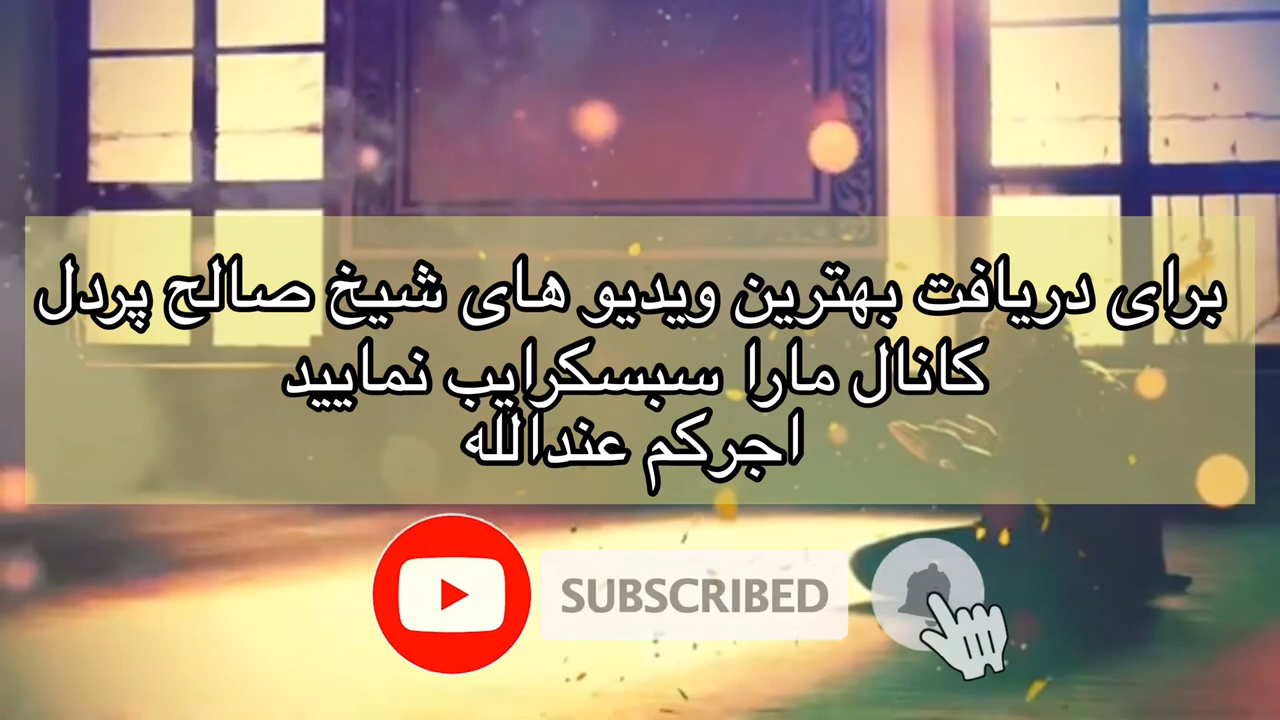 برای دریافت بهترین ویدیو های شیخ صالح پردل
کانال مارا سبسکرایب نمایید
اجرکم عندالله
SUBSCRIBED